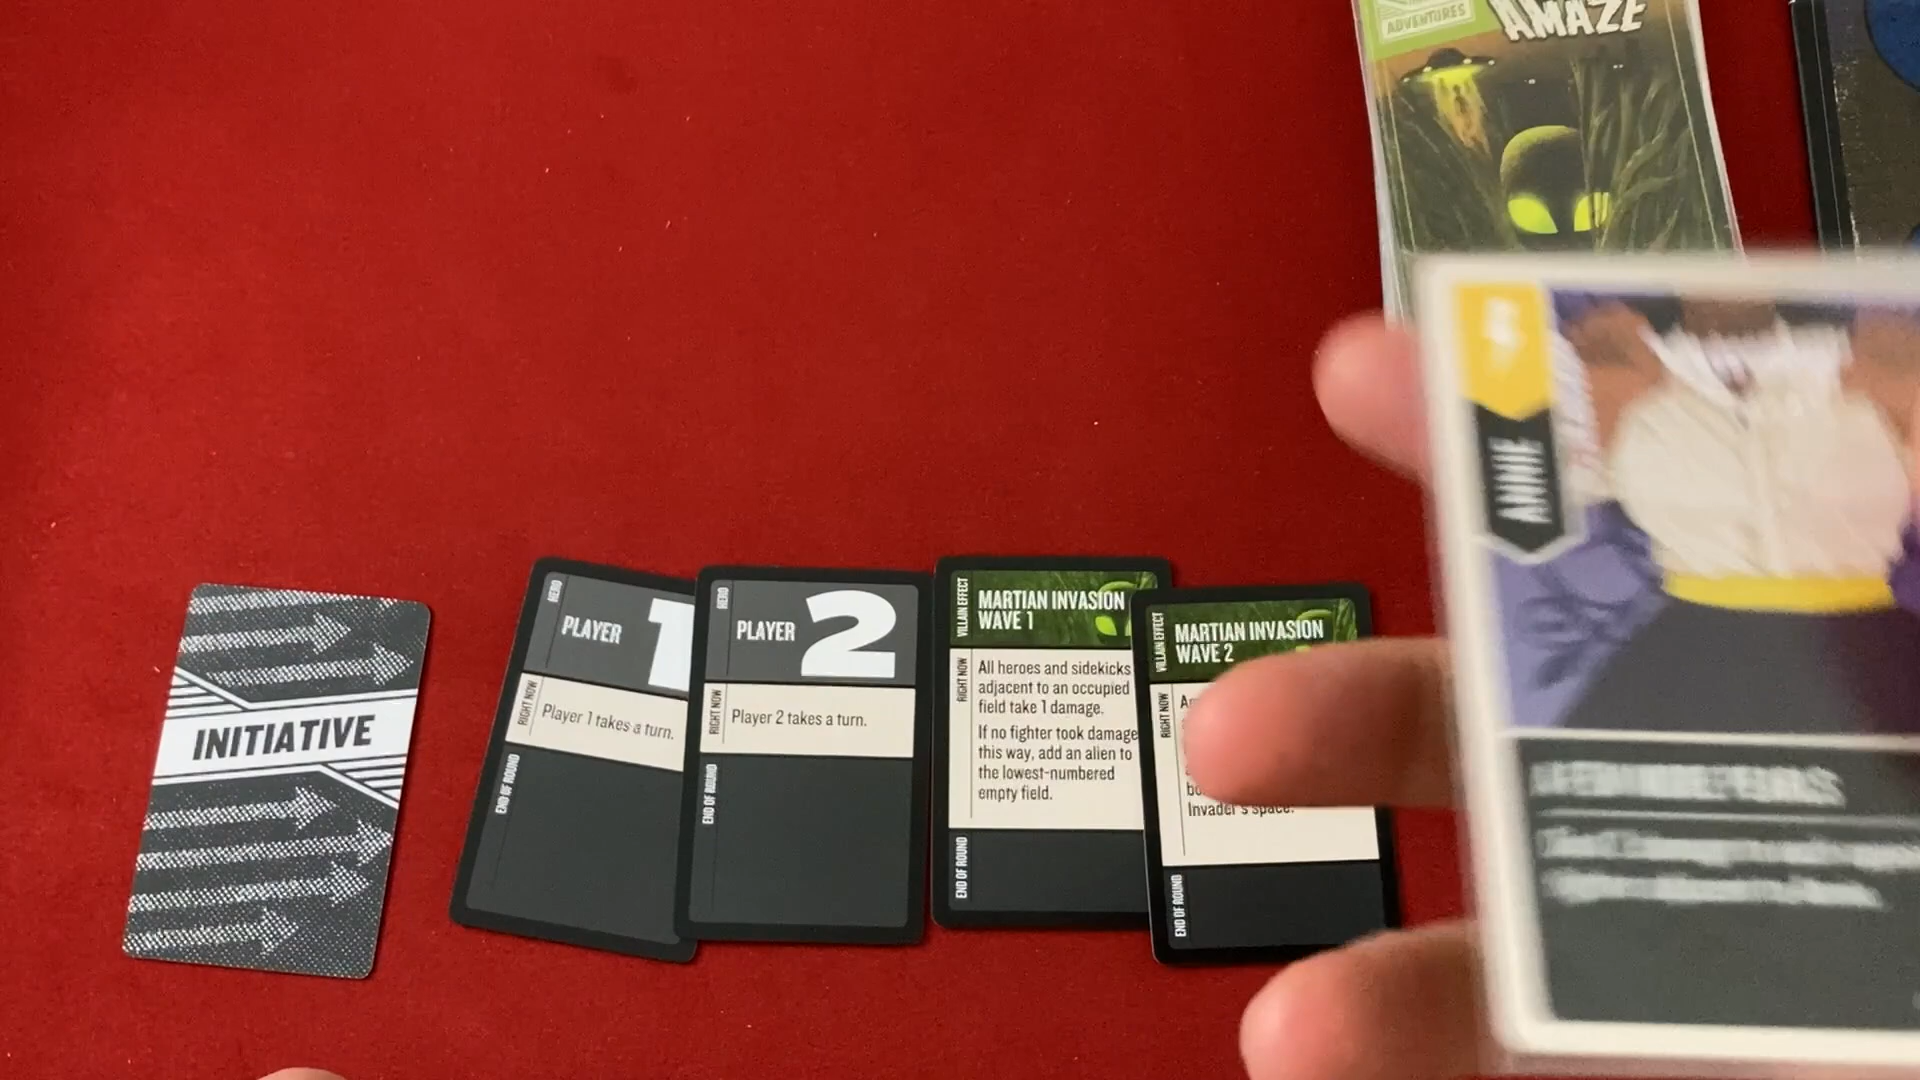 ADVENTURES
AMAZE
INITIATIVE
HERO
PLAYER 1
RIGHT NOW
Player 1 takes a turn.
END OF ROUND
HERO
PLAYER 2
RIGHT NOW
Player 2 takes a turn.
END OF ROUND
VILLAIN EFFECT
MARTIAN INVASION
WAVE 1
RIGHT NOW
All heroes and sidekicks
adjacent to an occupied
field take 1 damage.
If no fighter took damage
this way, add an alien to
the lowest-numbered
empty field.
END OF ROUND
VILLAIN EFFECT
MARTIAN INVASION
WAVE 2
RIGHT NOW
Invader's space.
END OF ROUND
ANNIE